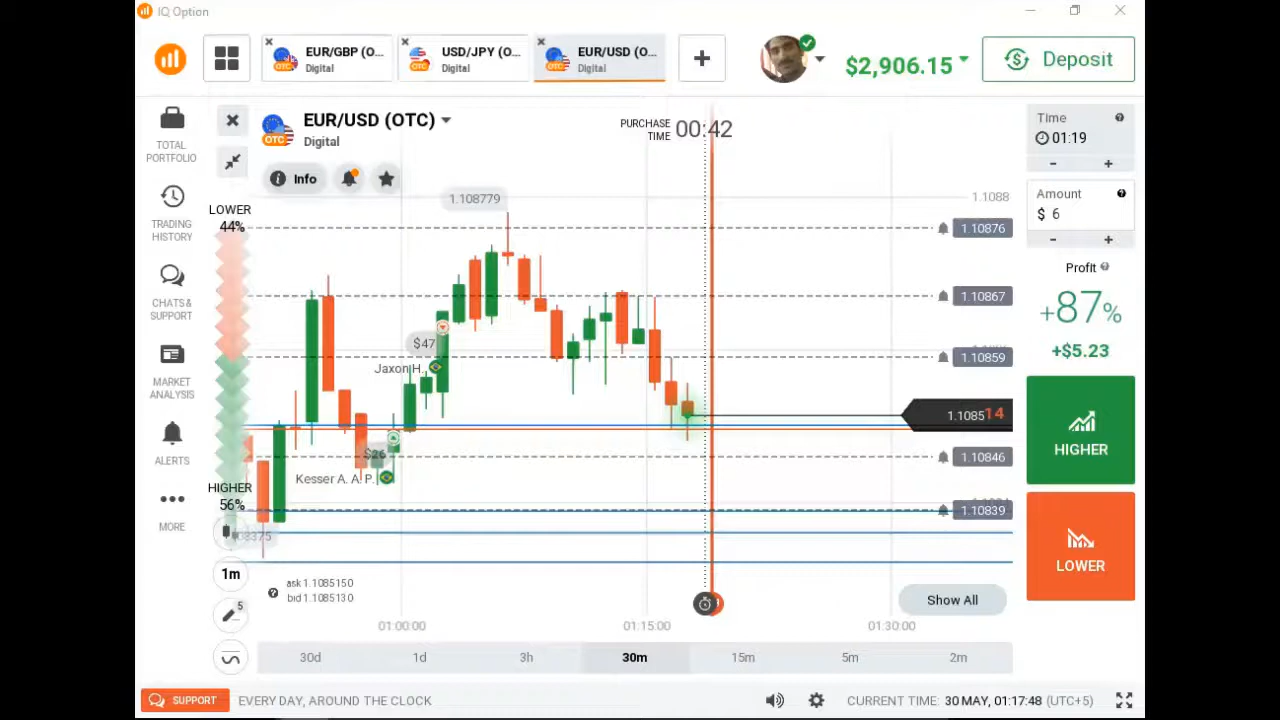 IQ Option
EUR/GBP (O...
Digital
USD/JPY (O...
Digital
EUR/USD (O...
Digital
$2,906.15
Deposit
TOTAL
PORTFOLIO
TRADING
HISTORY
CHATS &
SUPPORT
MARKET
ANALYSIS
ALERTS
MORE
EUR/USD (OTC)
Digital
Info
PURCHASE
TIME
00:42
LOWER
44%
HIGHER
56%
1.108779
$47
Jaxon H.
$26
Kesser A. A. P.
1.1088
1.10876
1.10867
1.10859
1.108514
1.10846
1.10839
1m
5
ask 1.1085150
bid 1.1085130
Show All
01:00:00
01:15:00
01:30:00
30d
1d
3h
30m
15m
5m
2m
Time
01:19
Amount
$ 6
Profit
+87%
+$5.23
HIGHER
LOWER
SUPPORT
EVERY DAY, AROUND THE CLOCK
CURRENT TIME: 30 MAY, 01:17:48 (UTC+5)